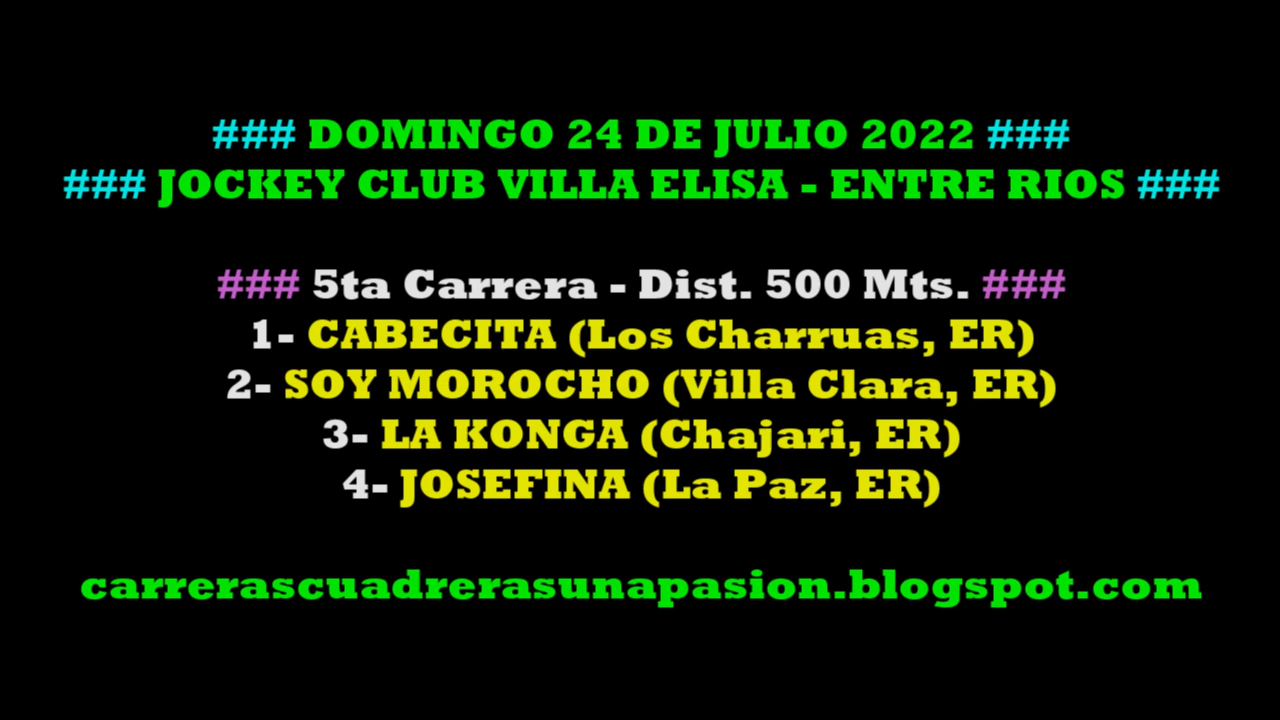 ### DOMINGO 24 DE JULIO 2022 ###
### JOCKEY CLUB VILLA ELISA - ENTRE RIOS ###
### 5ta Carrera - Dist. 500 Mts. ###
1- CABECITA (Los Charruas, ER)
2- SOY MOROCHO (Villa Clara, ER)
3- LA KONGA (Chajari, ER)
4- JOSEFINA (La Paz, ER)
carrerascuadrerasunapasion.blogspot.com